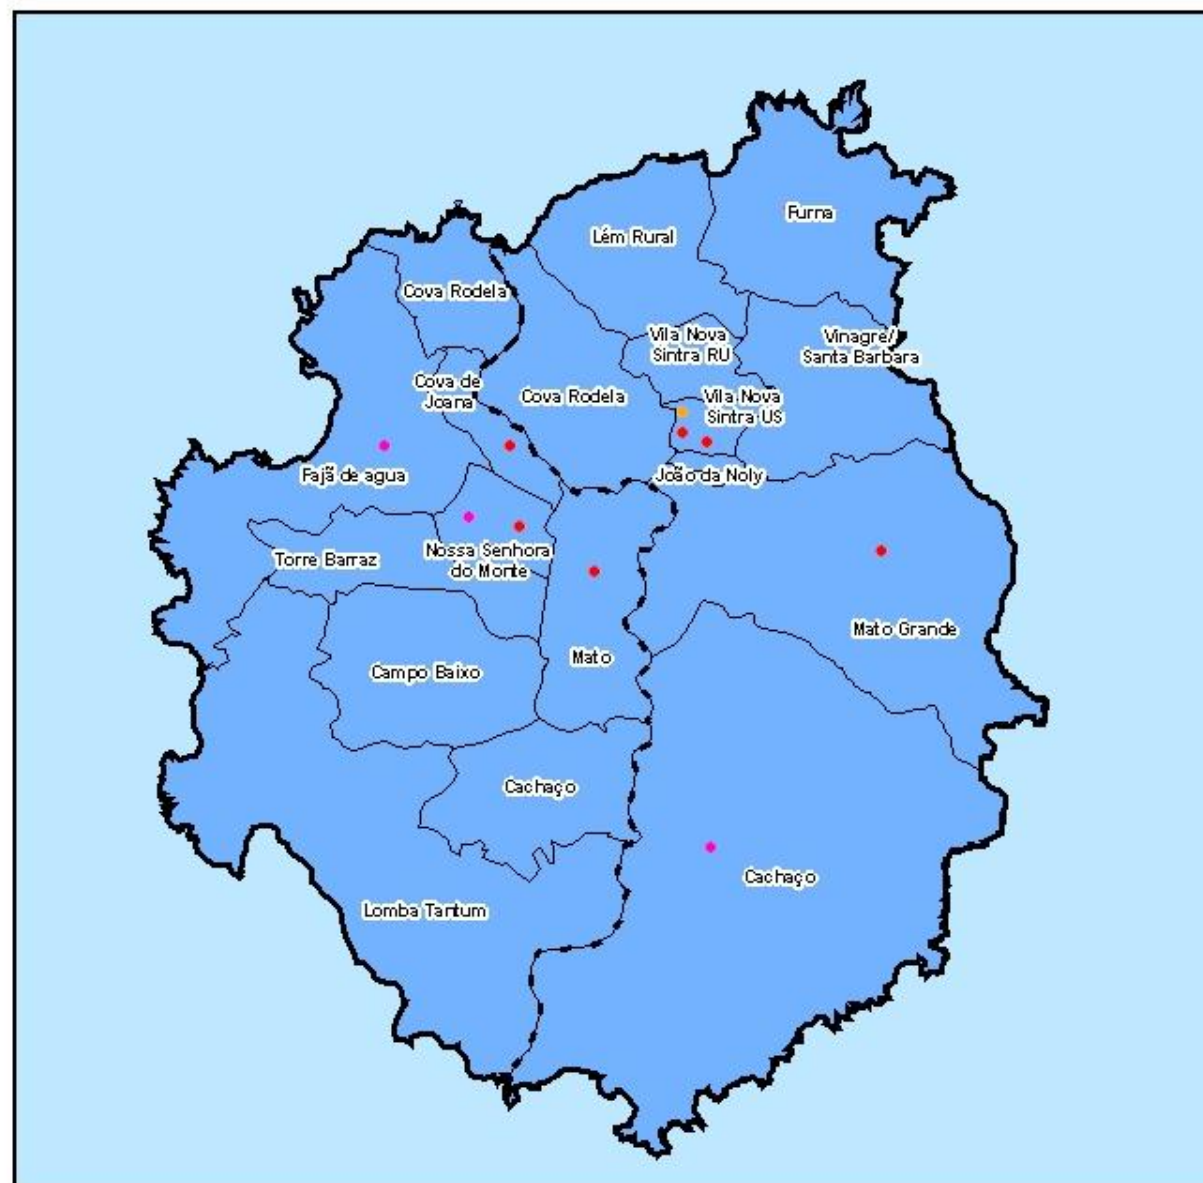 Furna
Lém Rural
Cova Rodela
Vila Nova
Sintra RU
Vinagre/
Santa Barbara
Cova de
Joana
Cova Rodela
Vila Nova
Sintra US
Fajã de agua
João da Noly
Torre Barraz
Nossa Senhora
do Monte
Mato Grande
Campo Baixo
Mato
Cachaço
Cachaço
Lomba Tantum